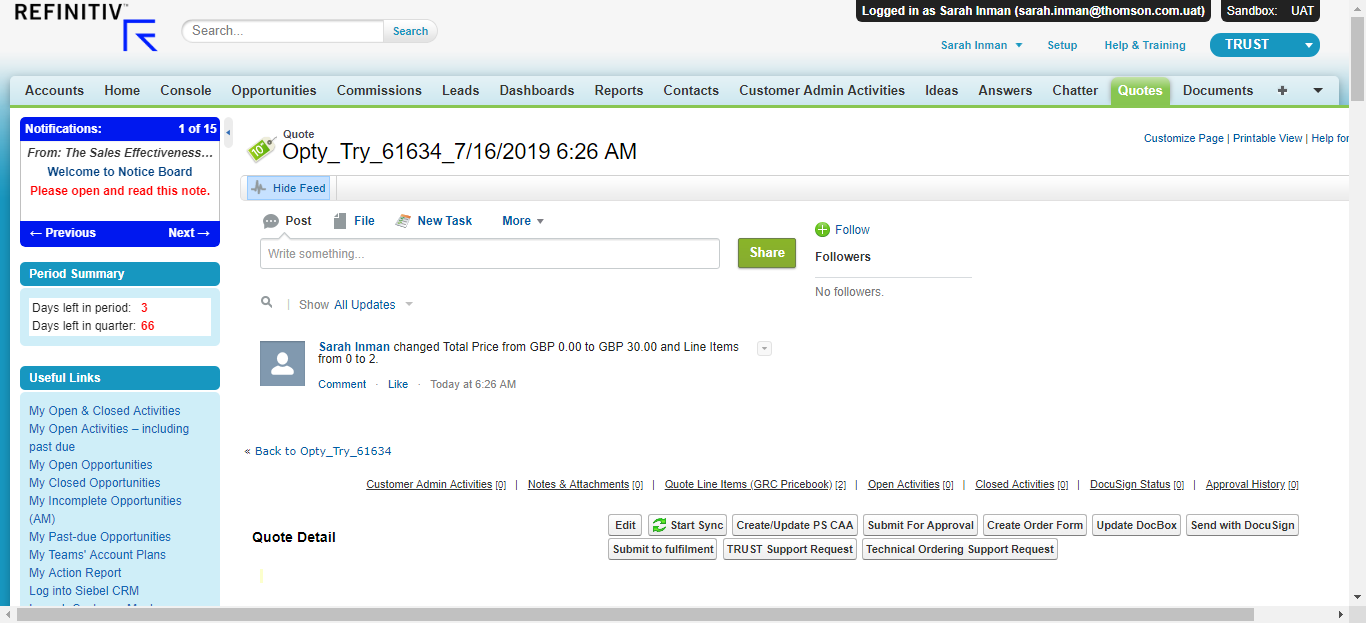 REFINITIV™
Search...
Search
Logged in as Sarah Inman (sarah.inman@thomson.com.uat)
Sandbox: UAT
Sarah Inman
Setup
Help & Training
TRUST
Accounts Home Console Opportunities Commissions Leads Dashboards Reports Contacts Customer Admin Activities Ideas Answers Chatter Quotes Documents +
Notifications: 1 of 15
From: The Sales Effectiveness...
Welcome to Notice Board
Please open and read this note.
← Previous Next →
Period Summary
Days left in period: 3
Days left in quarter: 66
Useful Links
My Open & Closed Activities
My Open Activities – including
past due
My Open Opportunities
My Closed Opportunities
My Incomplete Opportunities
(AM)
My Past-due Opportunities
My Teams' Account Plans
My Action Report
Log into Siebel CRM
10%
Quote
Opty_Try_61634_7/16/2019 6:26 AM
Customize Page | Printable View | Help for
Hide Feed
Post File New Task More
Write something...
Share
Follow
Followers
No followers.
Show All Updates
Sarah Inman changed Total Price from GBP 0.00 to GBP 30.00 and Line Items
from 0 to 2.
Comment · Like · Today at 6:26 AM
« Back to Opty_Try_61634
Customer Admin Activities [0] | Notes & Attachments [0] | Quote Line Items (GRC Pricebook) [2] | Open Activities [0] | Closed Activities [0] | DocuSign Status [0] | Approval History [0]
Quote Detail
Edit Start Sync Create/Update PS CAA Submit For Approval Create Order Form Update DocBox Send with DocuSign
Submit to fulfilment TRUST Support Request Technical Ordering Support Request